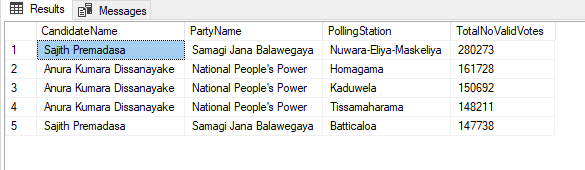 Results Messages
CandidateName PartyName PollingStation TotalNoValidVotes
1 Sajith Premadasa Samagi Jana Balawegaya Nuwara-Eliya-Maskeliya 280273
2 Anura Kumara Dissanayake National People's Power Homagama 161728
3 Anura Kumara Dissanayake National People's Power Kaduwela 150692
4 Anura Kumara Dissanayake National People's Power Tissamaharama 148211
5 Sajith Premadasa Samagi Jana Balawegaya Batticaloa 147738